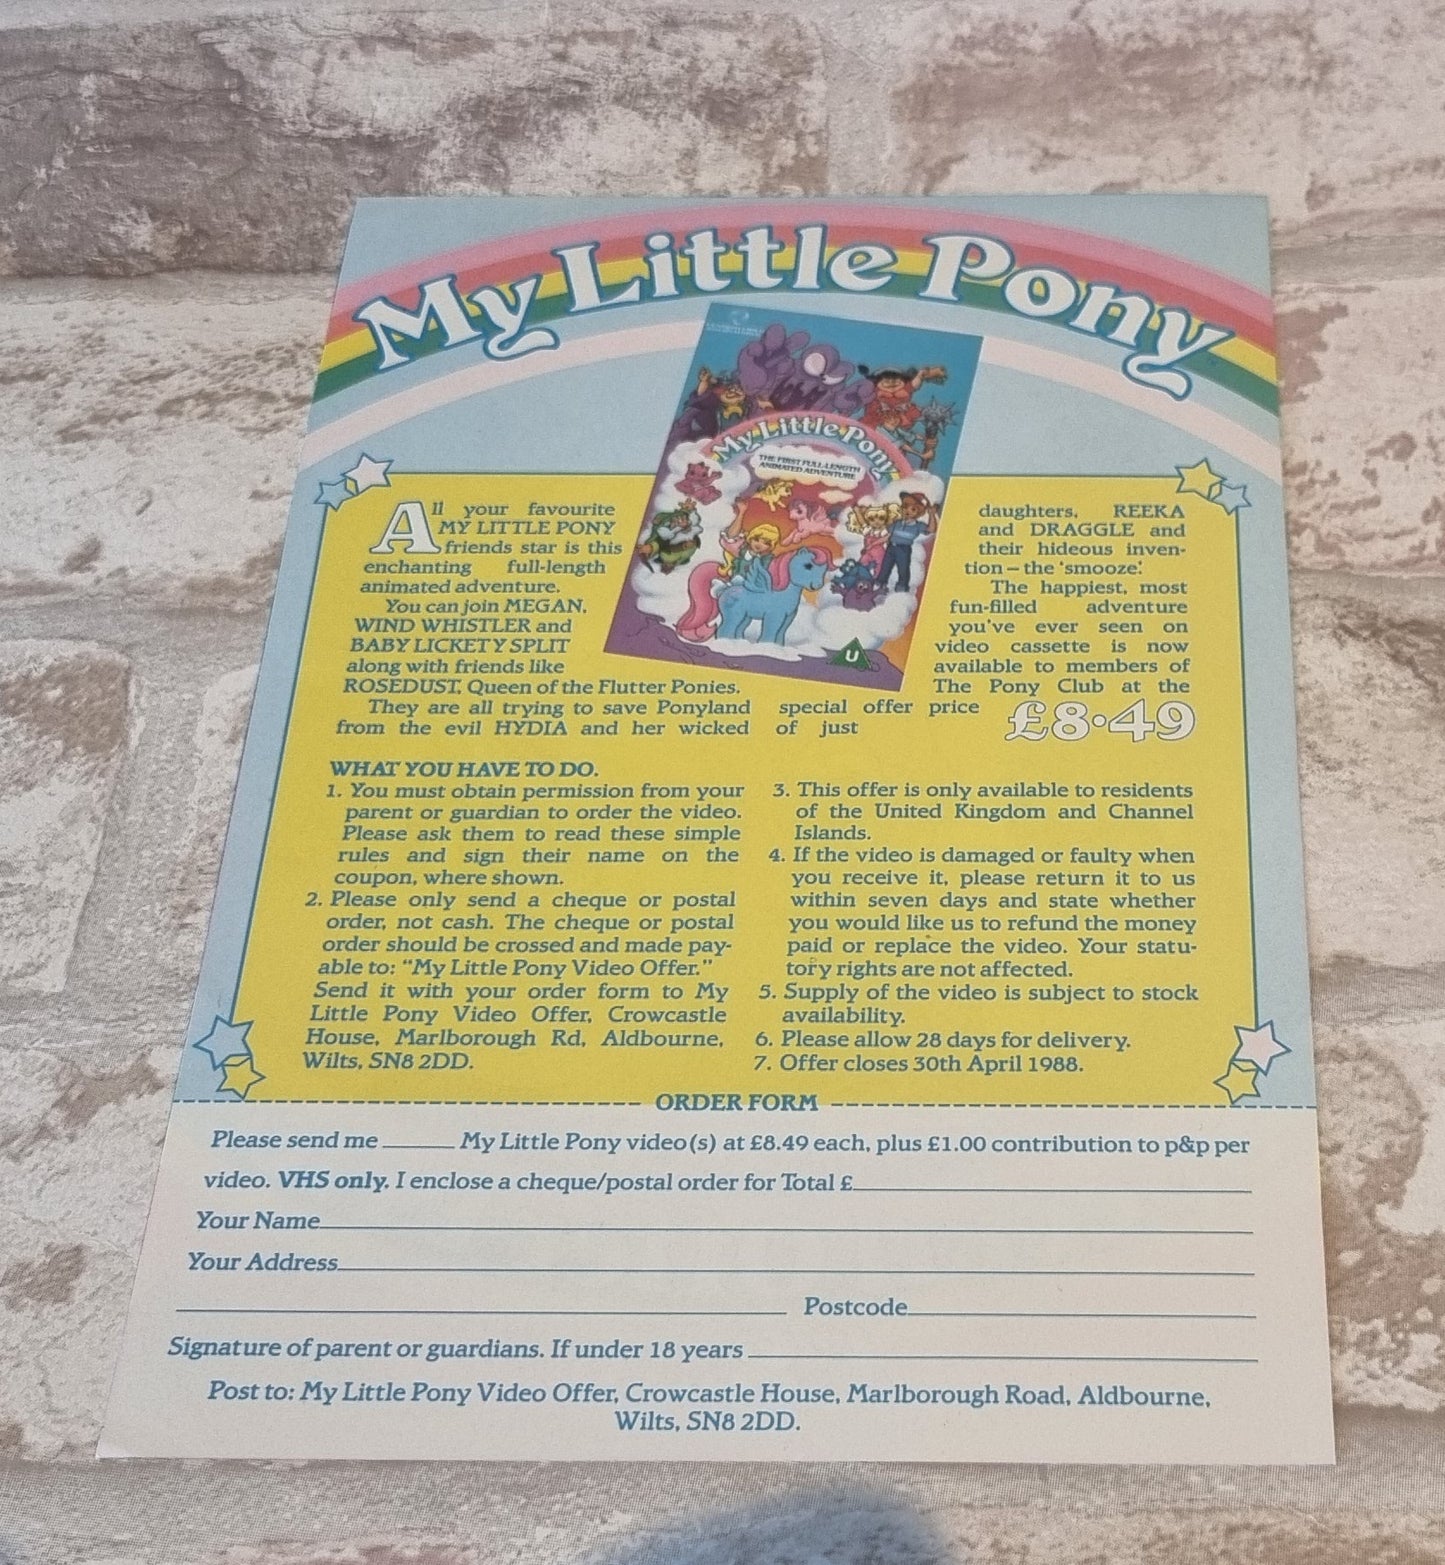 My Little Pony
My Little Pony
THE FIRST FULL-LENGTH
ANIMATED ADVENTURE
U
All your favourite
MY LITTLE PONY
friends star is this
enchanting full-length
animated adventure.
You can join MEGAN,
WIND WHISTLER and
BABY LICKETY SPLIT
along with friends like
ROSEDUST, Queen of the Flutter Ponies.
They are all trying to save Ponyland
from the evil HYDIA and her wicked
daughters, REEKA
and DRAGGLE and
their hideous inven-
tion – the 'smooze'.
The happiest, most
fun-filled adventure
you've ever seen on
video cassette is now
available to members of
The Pony Club at the
special offer price
of just £8·49
WHAT YOU HAVE TO DO.
1. You must obtain permission from your
parent or guardian to order the video.
Please ask them to read these simple
rules and sign their name on the
coupon, where shown.
2. Please only send a cheque or postal
order, not cash. The cheque or postal
order should be crossed and made pay-
able to: “My Little Pony Video Offer.”
Send it with your order form to My
Little Pony Video Offer, Crowcastle
House, Marlborough Rd, Aldbourne,
Wilts, SN8 2DD.
3. This offer is only available to residents
of the United Kingdom and Channel
Islands.
4. If the video is damaged or faulty when
you receive it, please return it to us
within seven days and state whether
you would like us to refund the money
paid or replace the video. Your statu-
tory rights are not affected.
5. Supply of the video is subject to stock
availability.
6. Please allow 28 days for delivery.
7. Offer closes 30th April 1988.
ORDER FORM
Please send me ______ My Little Pony video(s) at £8.49 each, plus £1.00 contribution to p&p per
video. VHS only. I enclose a cheque/postal order for Total £
Your Name
Your Address
Postcode
Signature of parent or guardians. If under 18 years
Post to: My Little Pony Video Offer, Crowcastle House, Marlborough Road, Aldbourne,
Wilts, SN8 2DD.